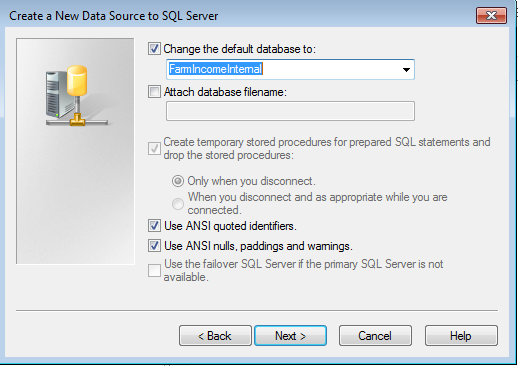 Create a New Data Source to SQL Server
Change the default database to:
FarmIncomeInternal
Attach database filename:
Create temporary stored procedures for prepared SQL statements and
drop the stored procedures:
Only when you disconnect.
When you disconnect and as appropriate while you are
connected.
Use ANSI quoted identifiers.
Use ANSI nulls, paddings and warnings.
Use the failover SQL Server if the primary SQL Server is not
available.
< Back
Next >
Cancel
Help